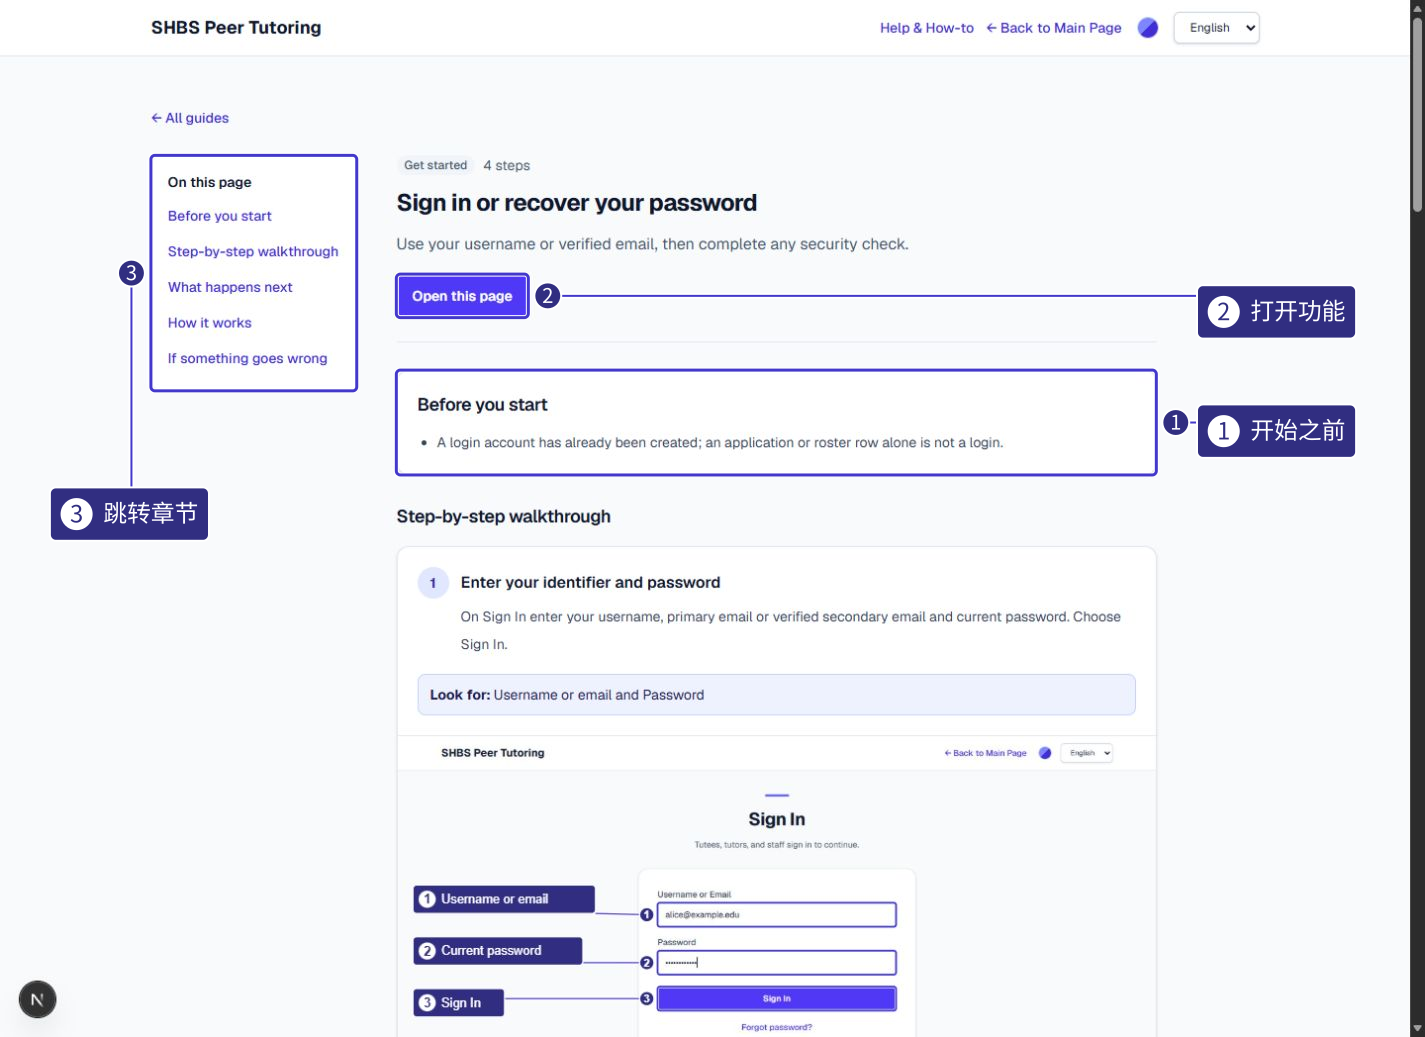 SHBS Peer Tutoring
Help & How-to
← Back to Main Page
English
← All guides
On this page
Before you start
Step-by-step walkthrough
What happens next
How it works
If something goes wrong
3
3 跳转章节
Get started
4 steps
Sign in or recover your password
Use your username or verified email, then complete any security check.
Open this page
2
2 打开功能
Before you start
• A login account has already been created; an application or roster row alone is not a login.
1
1 开始之前
Step-by-step walkthrough
1
Enter your identifier and password
On Sign In enter your username, primary email or verified secondary email and current password. Choose
Sign In.
Look for: Username or email and Password
SHBS Peer Tutoring
← Back to Main Page
English
Sign In
Tutees, tutors, and staff sign in to continue.
1 Username or email
Username or Email
1
alice@example.edu
2 Current password
Password
2
••••••••••••
3 Sign In
3
Sign In
Forgot password?
N